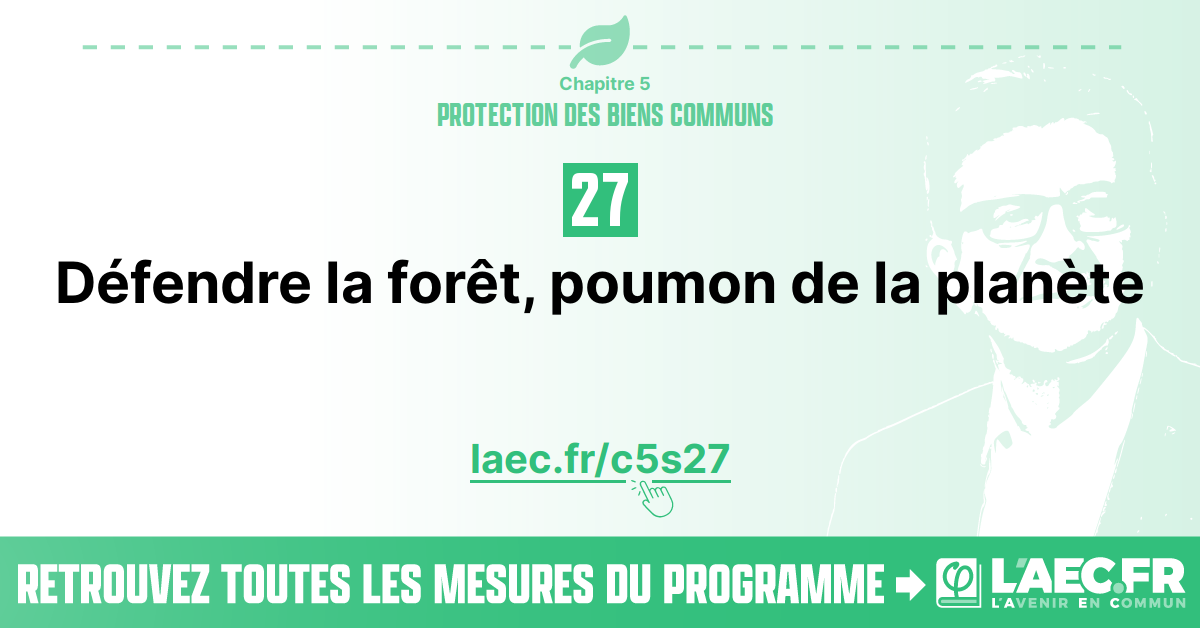 Chapitre 5
PROTECTION DES BIENS COMMUNS
27
Défendre la forêt, poumon de la planète
laec.fr/c5s27
RETROUVEZ TOUTES LES MESURES DU PROGRAMME
φ
L'AEC.FR
L'AVENIR EN COMMUN